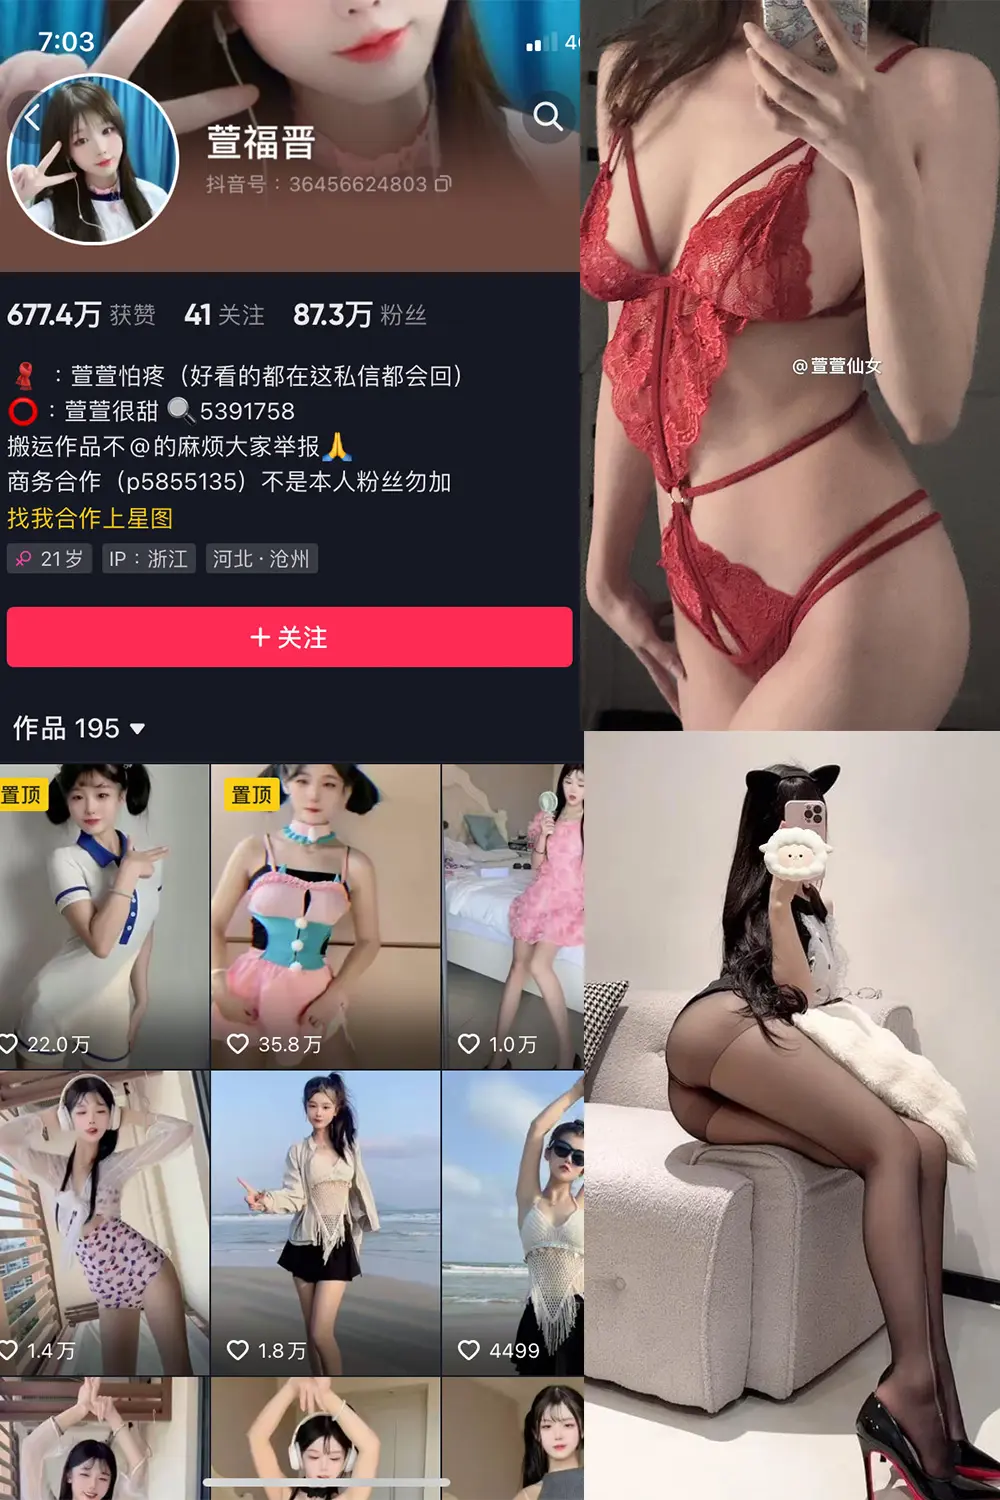 7:03
4G
萱福晋
抖音号：36456624803
677.4万 获赞 41 关注 87.3万 粉丝
：萱萱怕疼（好看的都在这私信都会回）
：萱萱很甜 🔍5391758
搬运作品不@的麻烦大家举报🙏
商务合作（p5855135）不是本人粉丝勿加
找我合作上星图
♀ 21岁 IP：浙江 河北·沧州
＋关注
作品 195
置顶 置顶
22.0万 35.8万 1.0万
1.4万 1.8万 4499
@萱萱仙女